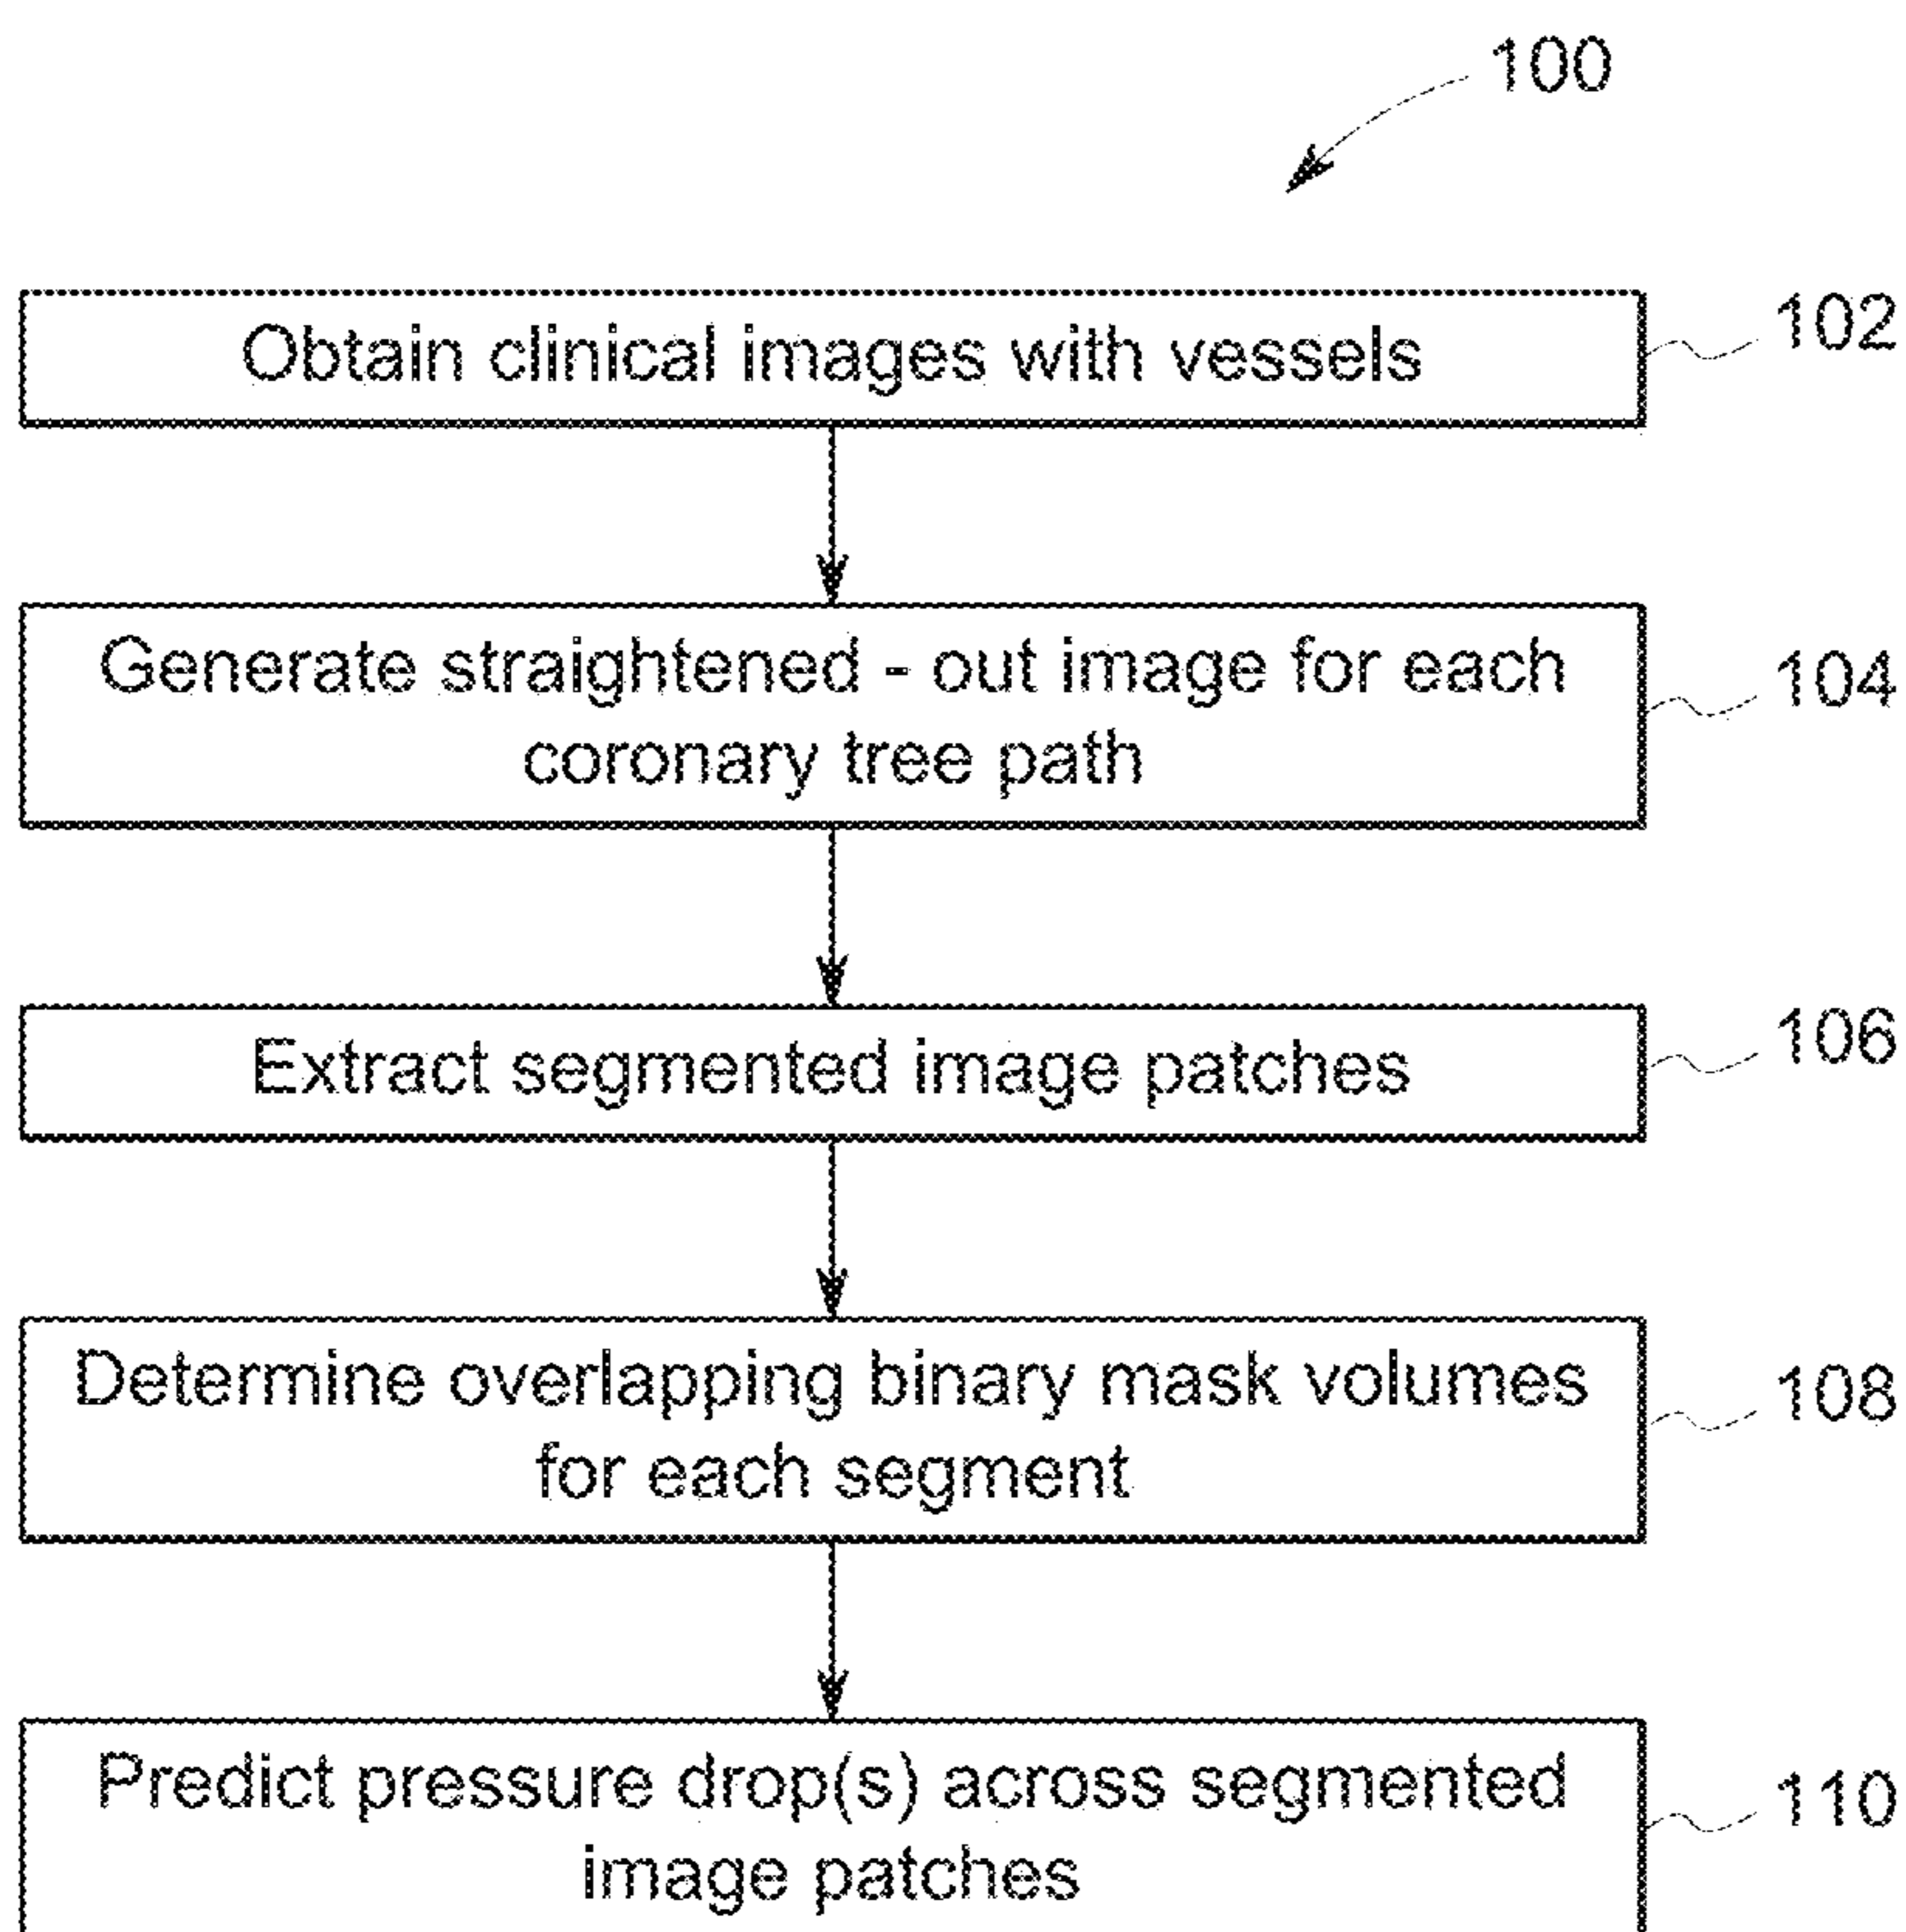 100
Obtain clinical images with vessels
102
Generate straightened - out image for each
coronary tree path
104
Extract segmented image patches
106
Determine overlapping binary mask volumes
for each segment
108
Predict pressure drop(s) across segmented
image patches
110